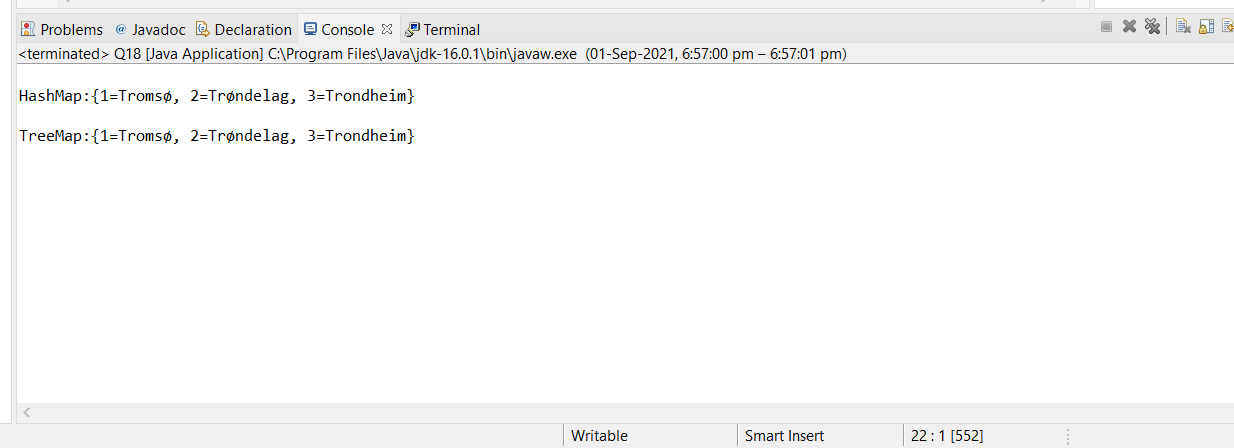 Problems @ Javadoc Declaration Console Terminal
<terminated> Q18 [Java Application] C:\Program Files\Java\jdk-16.0.1\bin\javaw.exe (01-Sep-2021, 6:57:00 pm – 6:57:01 pm)
HashMap:{1=Tromsø, 2=Trøndelag, 3=Trondheim}
TreeMap:{1=Tromsø, 2=Trøndelag, 3=Trondheim}
Writable Smart Insert 22 : 1 [552]